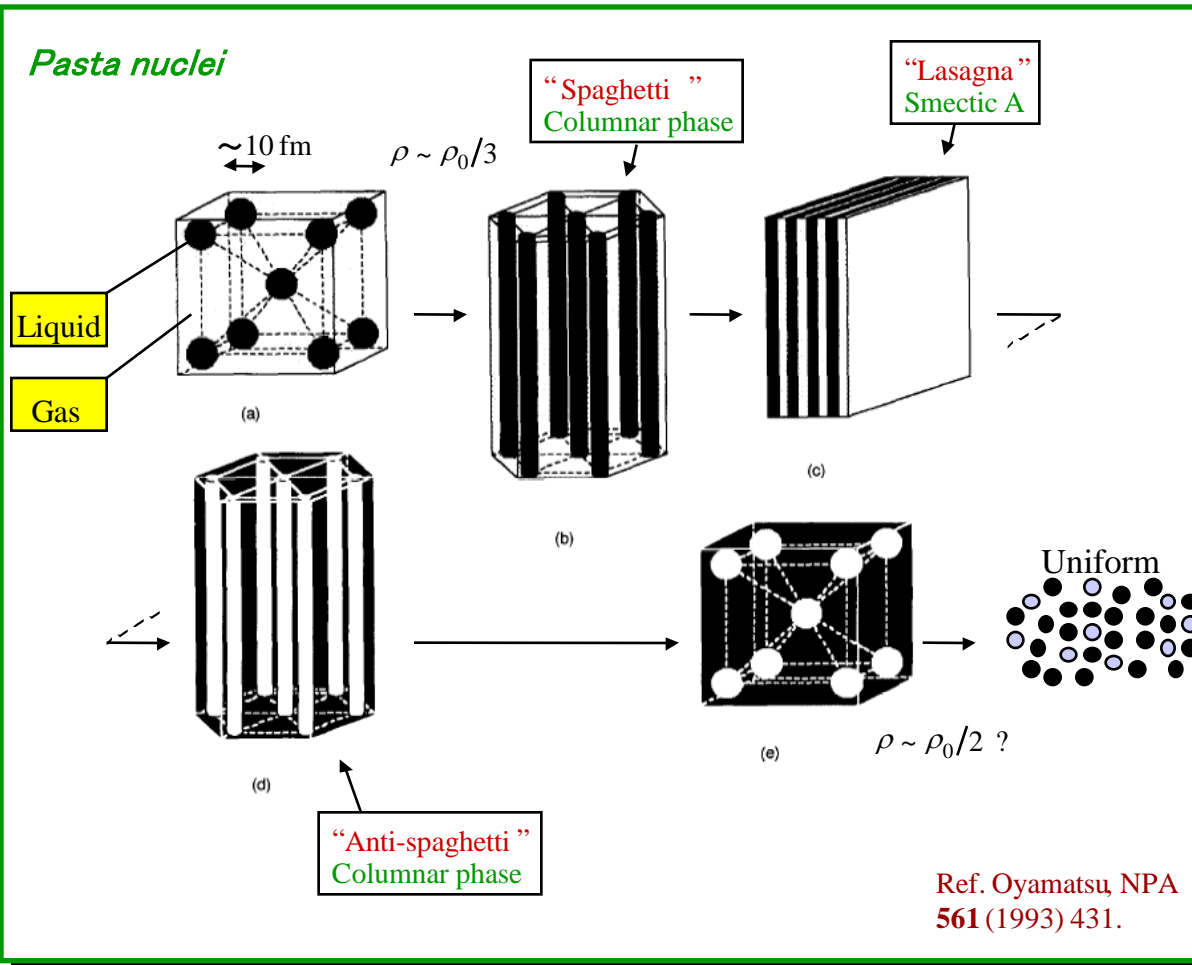 Pasta nuclei
～10 fm
ρ ~ ρ₀/3
“Spaghetti ”
Columnar phase
“Lasagna”
Smectic A
Liquid
Gas
(a)
(b)
(c)
(d)
“Anti-spaghetti”
Columnar phase
(e)
ρ ~ ρ₀/2 ?
Uniform
Ref. Oyamatsu, NPA
561 (1993) 431.